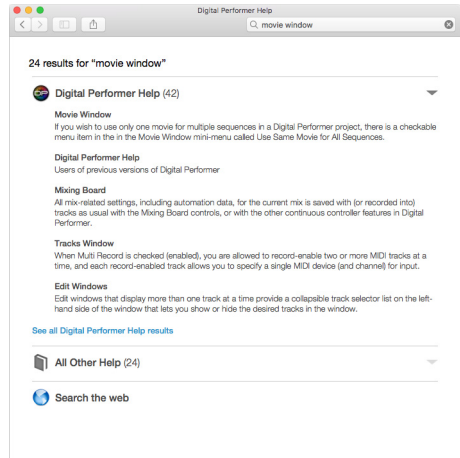 Digital Performer Help
movie window
24 results for “movie window”
Digital Performer Help (42)
Movie Window
If you wish to use only one movie for multiple sequences in a Digital Performer project, there is a checkable
menu item in the in the Movie Window mini-menu called Use Same Movie for All Sequences.
Digital Performer Help
Users of previous versions of Digital Performer
Mixing Board
All mix-related settings, including automation data, for the current mix is saved with (or recorded into)
tracks as usual with the Mixing Board controls, or with the other continuous controller features in Digital
Performer.
Tracks Window
When Multi Record is checked (enabled), you are allowed to record-enable two or more MIDI tracks at a
time, and each record-enabled track allows you to specify a single MIDI device (and channel) for input.
Edit Windows
Edit windows that display more than one track at a time provide a collapsible track selector list on the left-
hand side of the window that lets you show or hide the desired tracks in the window.
See all Digital Performer Help results
All Other Help (24)
Search the web